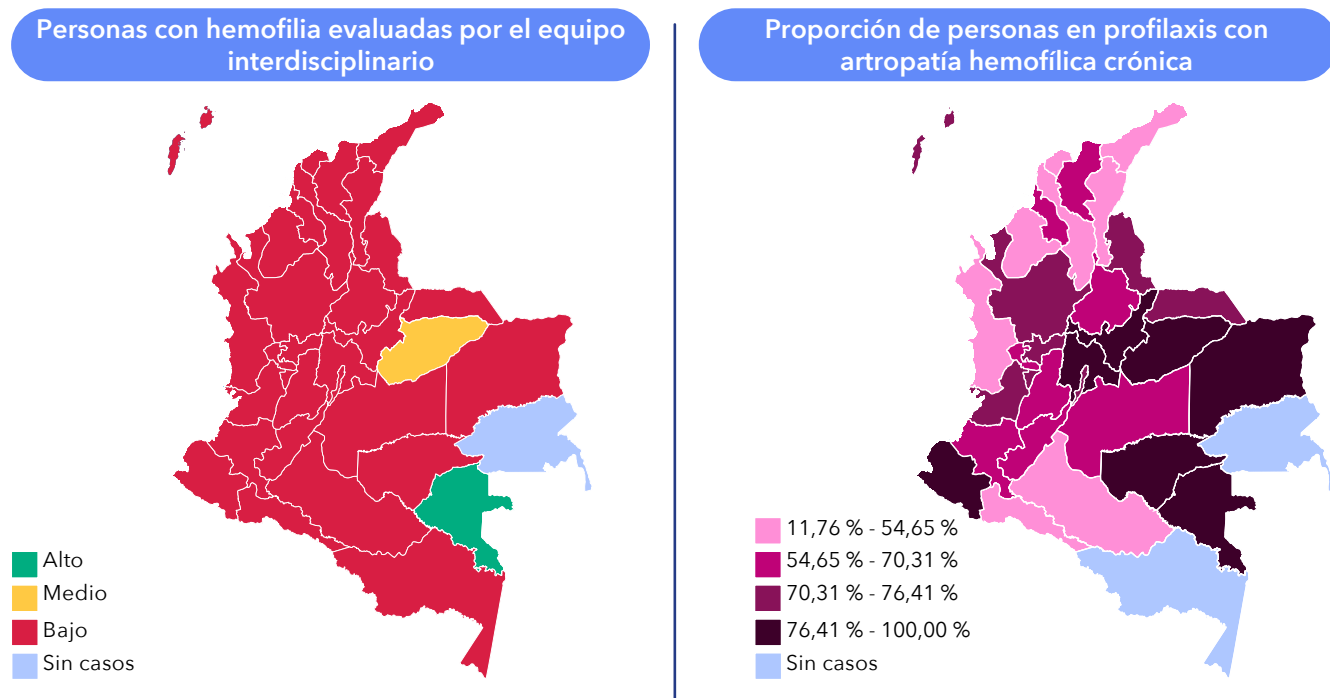 Personas con hemofilia evaluadas por el equipo
interdisciplinario
Alto
Medio
Bajo
Sin casos
Proporción de personas en profilaxis con
artropatía hemofílica crónica
11,76 % - 54,65 %
54,65 % - 70,31 %
70,31 % - 76,41 %
76,41 % - 100,00 %
Sin casos